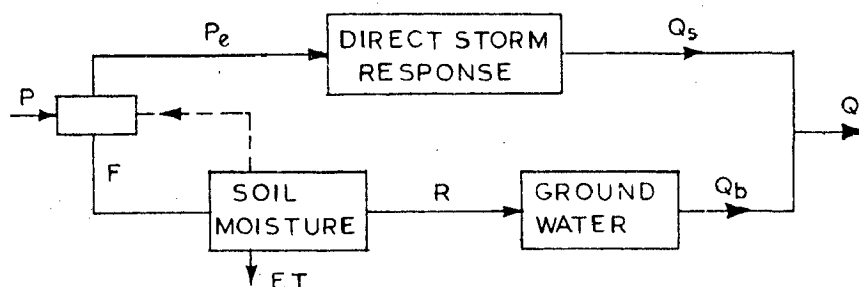 Pe
DIRECT STORM
RESPONSE
Qs
P
Q
F
SOIL
MOISTURE
R
GROUND
WATER
Qb
ET